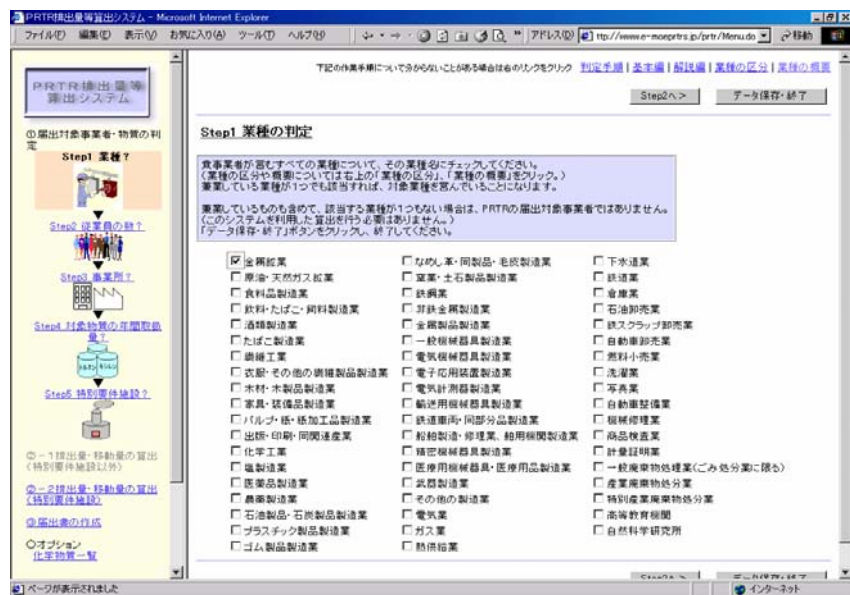 PRTR排出量等算出システム - Microsoft Internet Explorer
ファイル(F) 編集(E) 表示(V) お気に入り(A) ツール(T) ヘルプ(H)
アドレス(D) ttp://www.e-moeprtrs.jp/prtr/Menu.do 移動
下記の作業手順について分からないことがある場合は右のリンクをクリック 判定手順 | 基本編 | 解説編 | 業種の区分 | 業種の概要
Step2へ > データ保存・終了
PRTR排出量等
算出システム
①届出対象事業者・物質の判定
Step1 業種?
Step2 従業員の数?
Step3 事業所?
Step4 対象物質の年間取扱量?
トルエン キシレン
Step5 特別要件施設?
②-1排出量・移動量の算出
(特別要件施設以外)
②-2排出量・移動量の算出
(特別要件施設)
③届出書の作成
○オプション
化学物質一覧
Step1 業種の判定
貴事業者が営むすべての業種について、その業種名にチェックしてください。
(業種の区分や概要については右上の「業種の区分」、「業種の概要」をクリック。)
兼業している業種が1つでも該当すれば、対象業種を営んでいることになります。
兼業しているものも含めて、該当する業種が1つもない場合は、PRTRの届出対象事業者ではありません。
(このシステムを利用した算出を行う必要はありません。)
「データ保存・終了」ボタンをクリックし、終了してください。
金属鉱業 なめし革・同製品・毛皮製造業 下水道業
原油・天然ガス鉱業 窯業・土石製品製造業 鉄道業
食料品製造業 鉄鋼業 倉庫業
飲料・たばこ・飼料製造業 非鉄金属製造業 石油卸売業
酒類製造業 金属製品製造業 鉄スクラップ卸売業
たばこ製造業 一般機械器具製造業 自動車卸売業
繊維工業 電気機械器具製造業 燃料小売業
衣服・その他の繊維製品製造業 電子応用装置製造業 洗濯業
木材・木製品製造業 電気計測器製造業 写真業
家具・装備品製造業 輸送用機械器具製造業 自動車整備業
パルプ・紙・紙加工品製造業 鉄道車両・同部分品製造業 機械修理業
出版・印刷・同関連産業 船舶製造・修理業、舶用機関製造業 商品検査業
化学工業 精密機械器具製造業 計量証明業
塩製造業 医療用機械器具・医療用品製造業 一般廃棄物処理業(ごみ処分業に限る)
医薬品製造業 武器製造業 産業廃棄物処分業
農薬製造業 その他の製造業 特別産業廃棄物処分業
石油製品・石炭製品製造業 電気業 高等教育機関
プラスチック製品製造業 ガス業 自然科学研究所
ゴム製品製造業 熱供給業
Step2へ > データ保存・終了
ページが表示されました インターネット